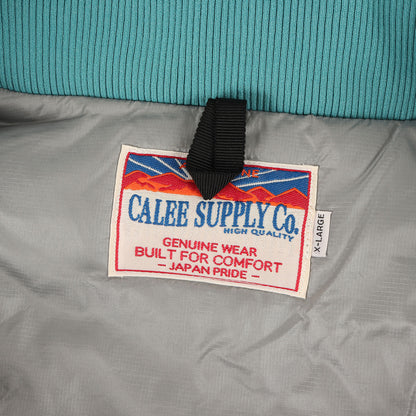 CALEE SUPPLY Co.
HIGH QUALITY
GENUINE WEAR
BUILT FOR COMFORT
- JAPAN PRIDE -
X-LARGE